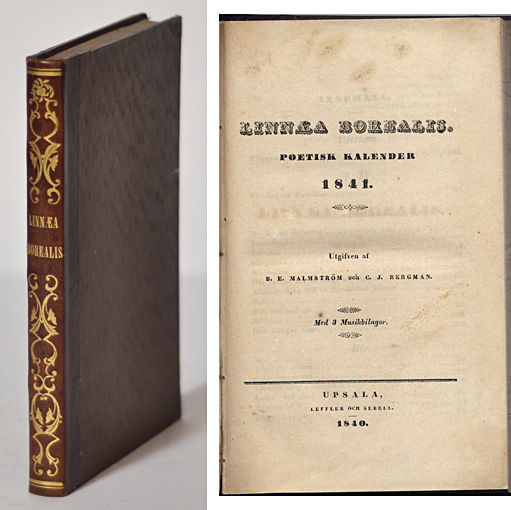 LINNÆA
BOREALIS.
LINNÆA BOREALIS.
POETISK KALENDER
1841.
Utgifven af
B. E. MALMSTRÖM och C. J. BERGMAN.
Med 3 Musikbilagor.
UPSALA,
LEFFLER OCH SEBELL.
1840.